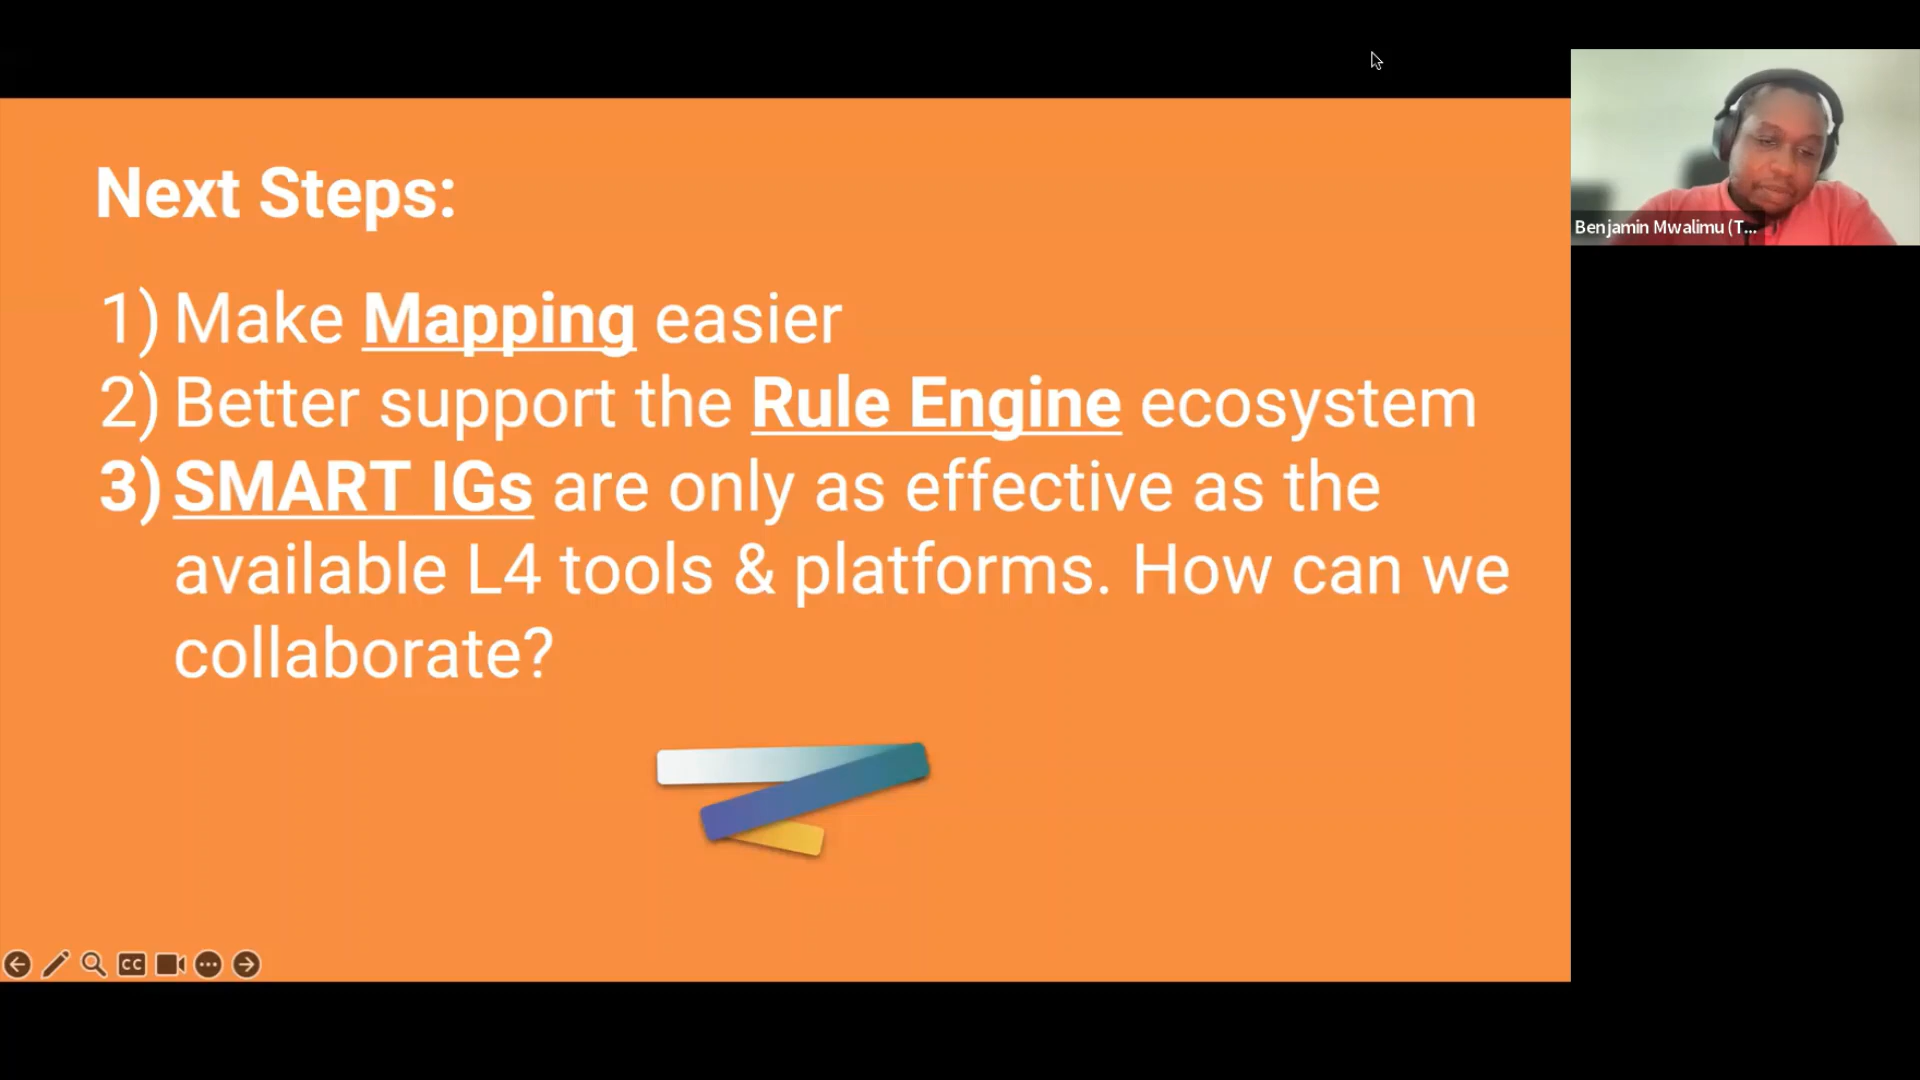 Next Steps:
1) Make Mapping easier
2) Better support the Rule Engine ecosystem
3) SMART IGs are only as effective as the
available L4 tools & platforms. How can we
collaborate?
Benjamin Mwalimu (T...
CC